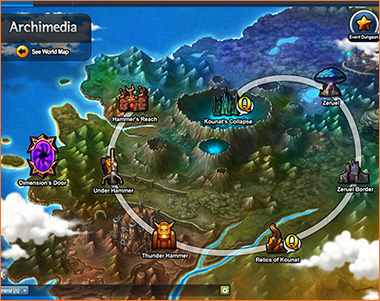 Archimedia
See World Map
Event Dungeon
Zeruel
Hammer's Reach
Kounat's Collapse
Q
Dimension's Door
Under Hammer
Zeruel Border
Thunder Hammer
Relics of Kounat
Q